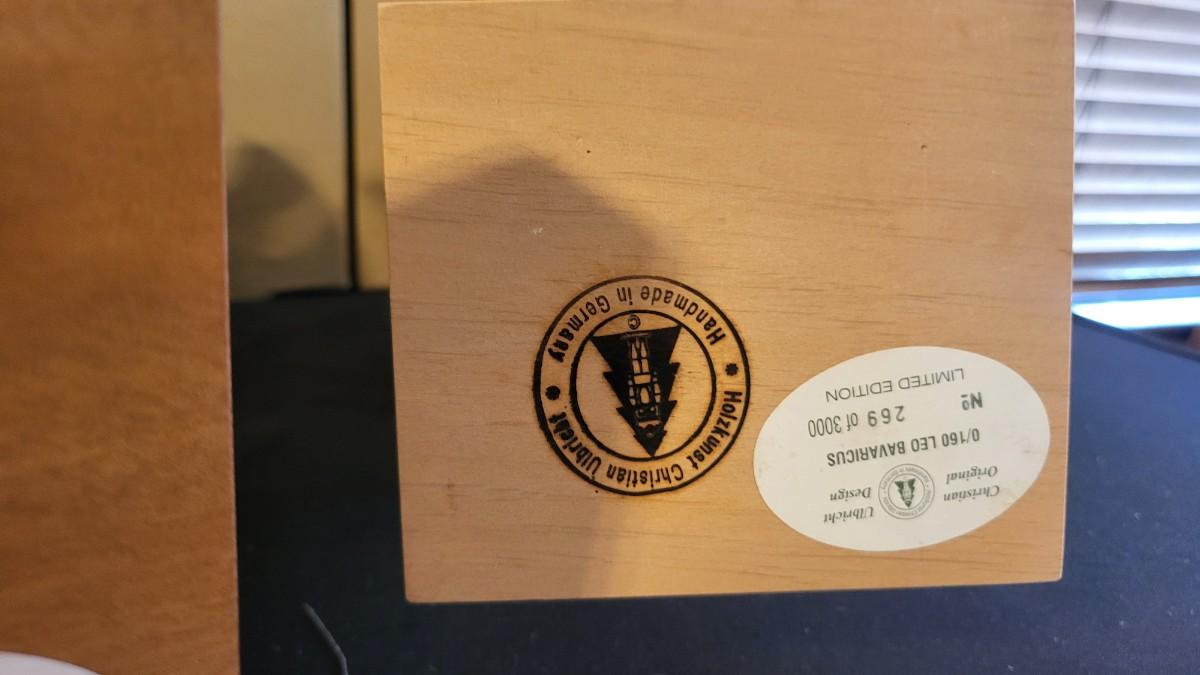 Holzkunst Christian Ulbricht
Handmade in Germany
©
Christian Ulbricht
Original Design
0/160 LEO BAVARICUS
Nº 269 of 3000
LIMITED EDITION